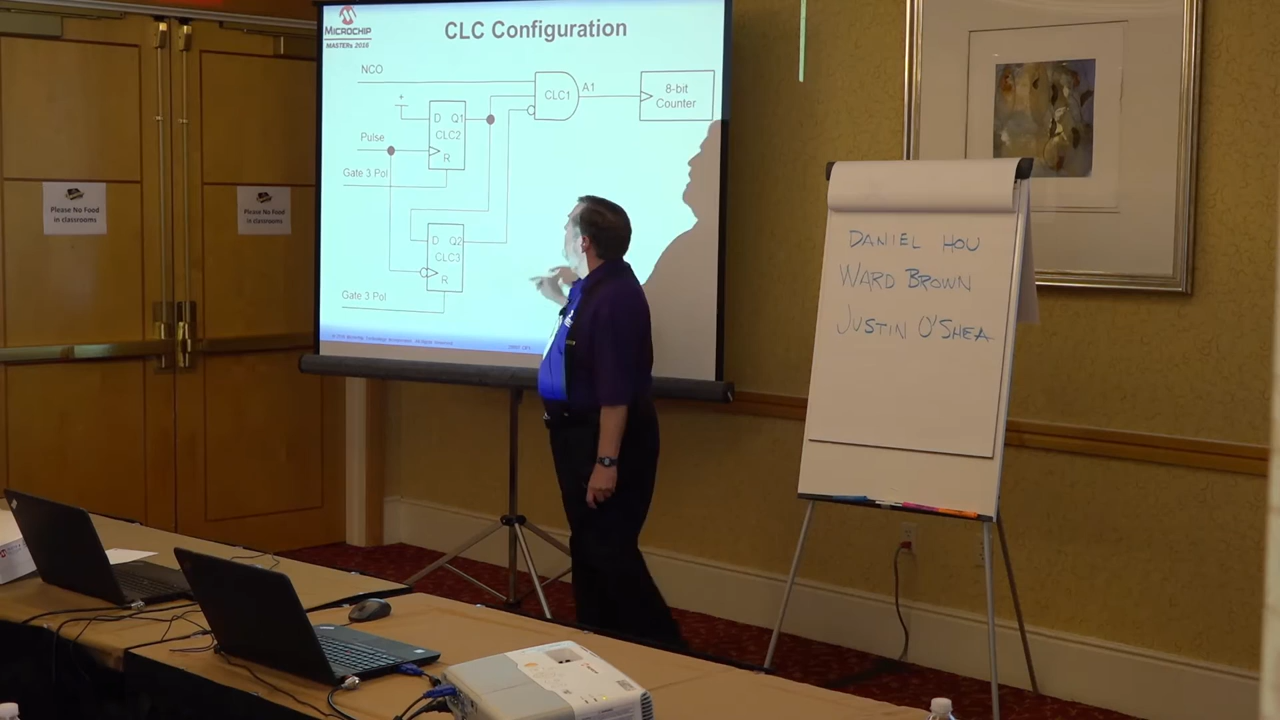 MICROCHIP
MASTERs 2016
CLC Configuration
NCO
CLC1
A1
8-bit
Counter
+
D Q1
CLC2
R
Pulse
Gate 3 Pol
D Q2
CLC3
R
Gate 3 Pol
Please No Food
in classrooms
Please No Food
in classrooms
DANIEL HOU
WARD BROWN
JUSTIN O'SHEA